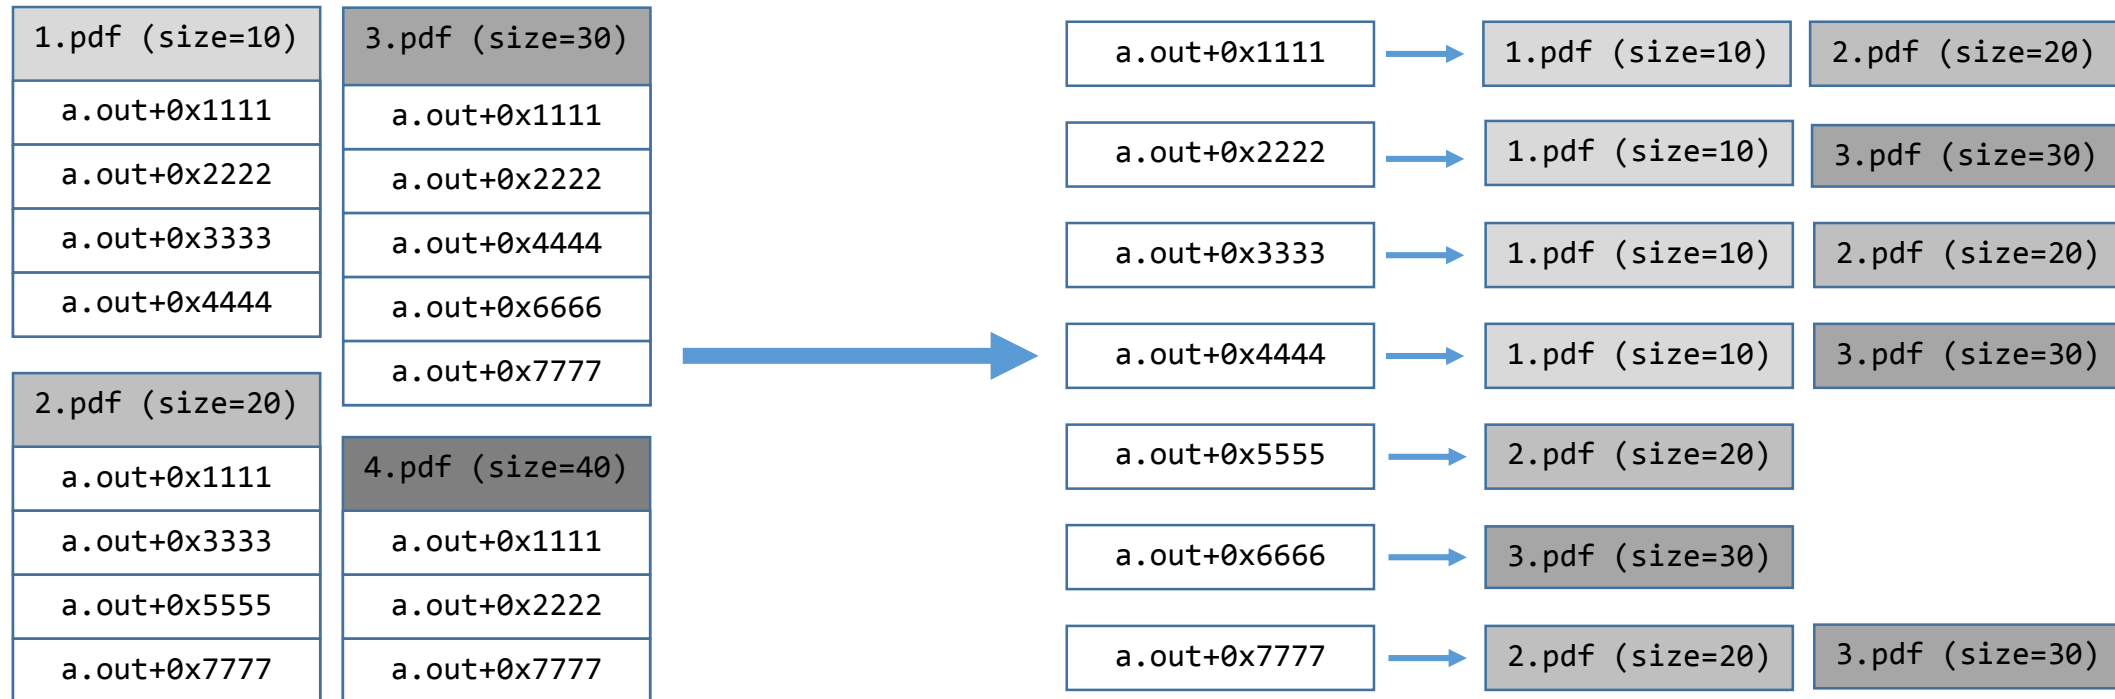 1.pdf (size=10)
a.out+0x1111
a.out+0x2222
a.out+0x3333
a.out+0x4444
2.pdf (size=20)
a.out+0x1111
a.out+0x3333
a.out+0x5555
a.out+0x7777
3.pdf (size=30)
a.out+0x1111
a.out+0x2222
a.out+0x4444
a.out+0x6666
a.out+0x7777
4.pdf (size=40)
a.out+0x1111
a.out+0x2222
a.out+0x7777
a.out+0x1111 1.pdf (size=10) 2.pdf (size=20)
a.out+0x2222 1.pdf (size=10) 3.pdf (size=30)
a.out+0x3333 1.pdf (size=10) 2.pdf (size=20)
a.out+0x4444 1.pdf (size=10) 3.pdf (size=30)
a.out+0x5555 2.pdf (size=20)
a.out+0x6666 3.pdf (size=30)
a.out+0x7777 2.pdf (size=20) 3.pdf (size=30)